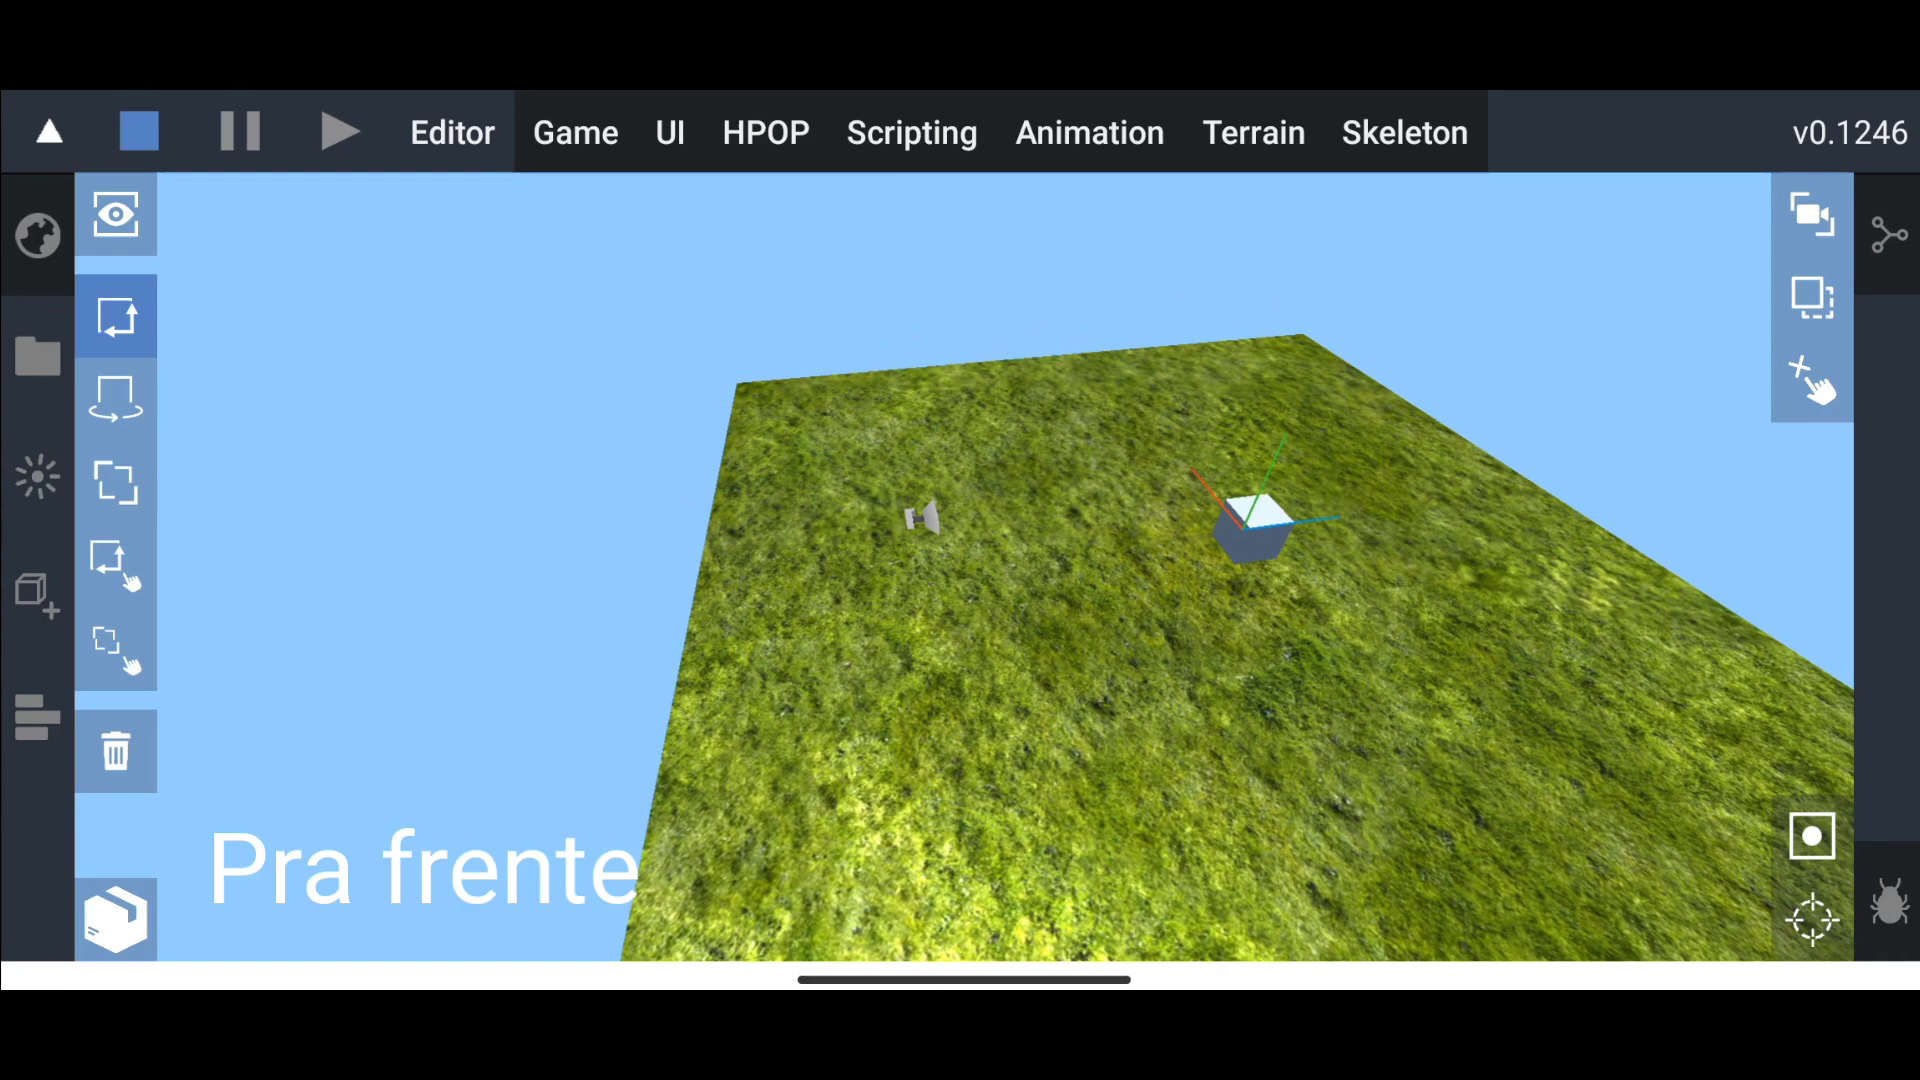 Editor Game UI HPOP Scripting Animation Terrain Skeleton v0.1246
Pra frente